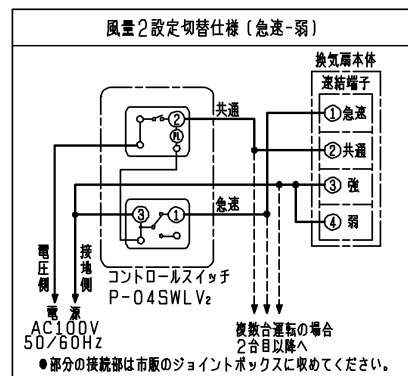 風量2設定切替仕様(急速-弱)
換気扇本体
速結端子
共通
② PL
① 急速
② 共通
③ 強
④ 弱
③ ① 急速
電圧側
接地側
コントロールスイッチ
P-04SWLV₂
電源
AC100V
50/60Hz
複数台運転の場合
2台目以降へ
●部分の接続部は市販のジョイントボックスに収めてください。